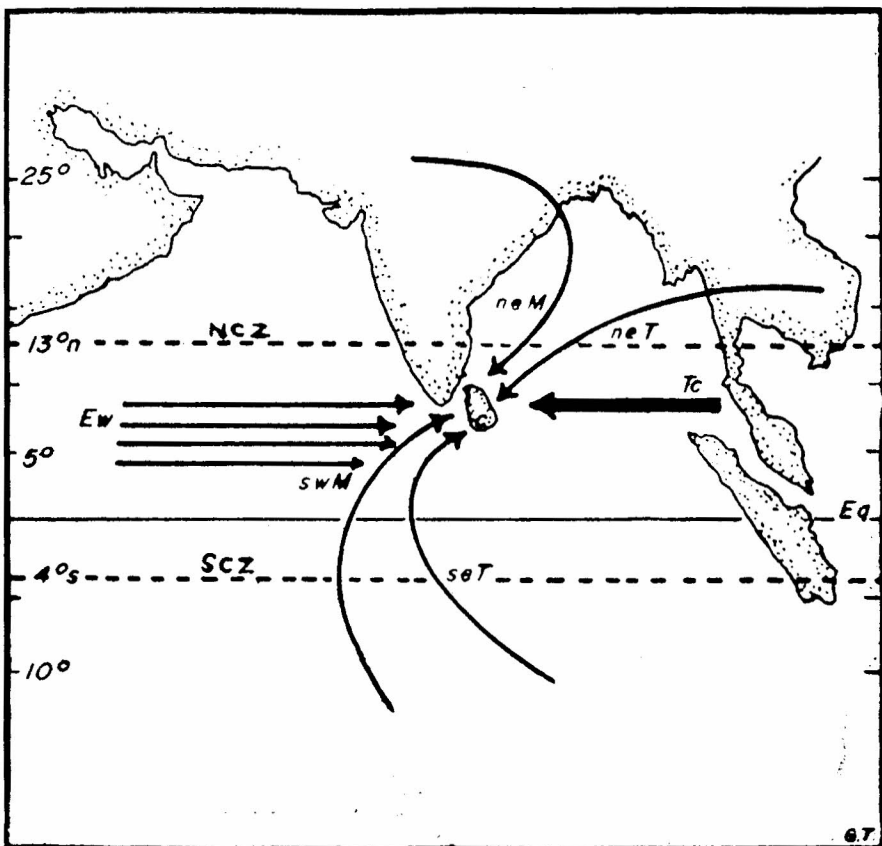 25°
neM
NCZ
13°n
neT
Tc
Ew
5°
swM
Eq
SCZ
4°s
seT
10°
G.T.